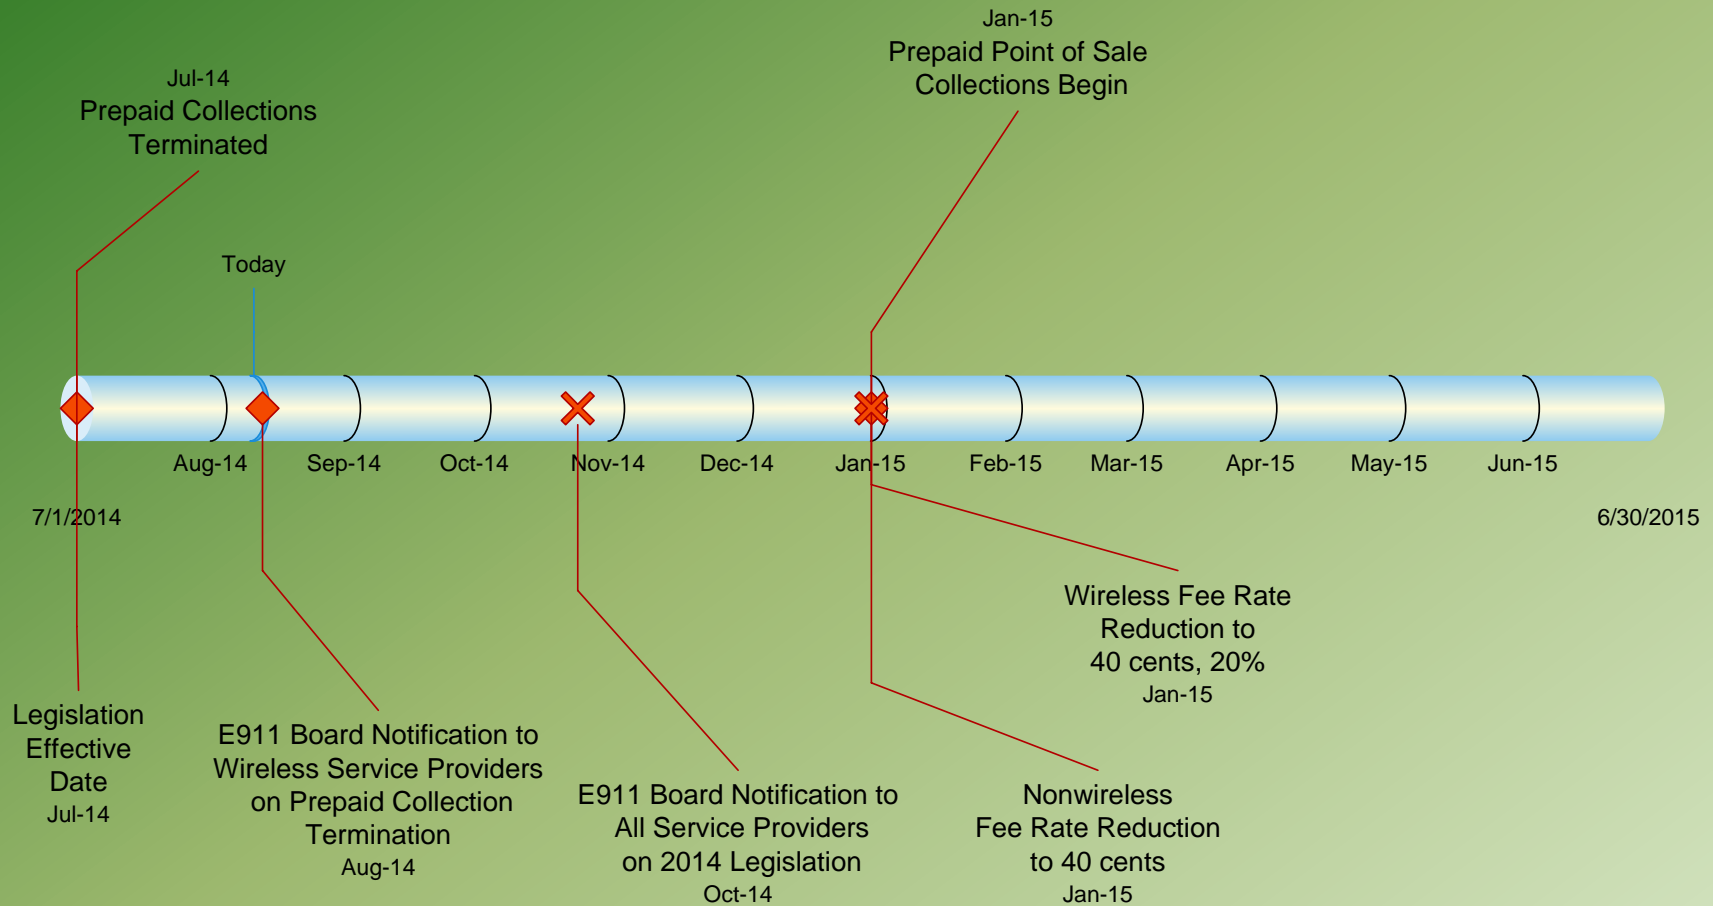 Jan-15
Prepaid Point of Sale
Collections Begin
Jul-14
Prepaid Collections
Terminated
Today
Aug-14
Sep-14
Oct-14
Nov-14
Dec-14
Jan-15
Feb-15
Mar-15
Apr-15
May-15
Jun-15
7/1/2014
6/30/2015
Wireless Fee Rate
Reduction to
40 cents, 20%
Jan-15
Legislation
Effective
Date
Jul-14
E911 Board Notification to
Wireless Service Providers
on Prepaid Collection
Termination
Aug-14
E911 Board Notification to
All Service Providers
on 2014 Legislation
Oct-14
Nonwireless
Fee Rate Reduction
to 40 cents
Jan-15